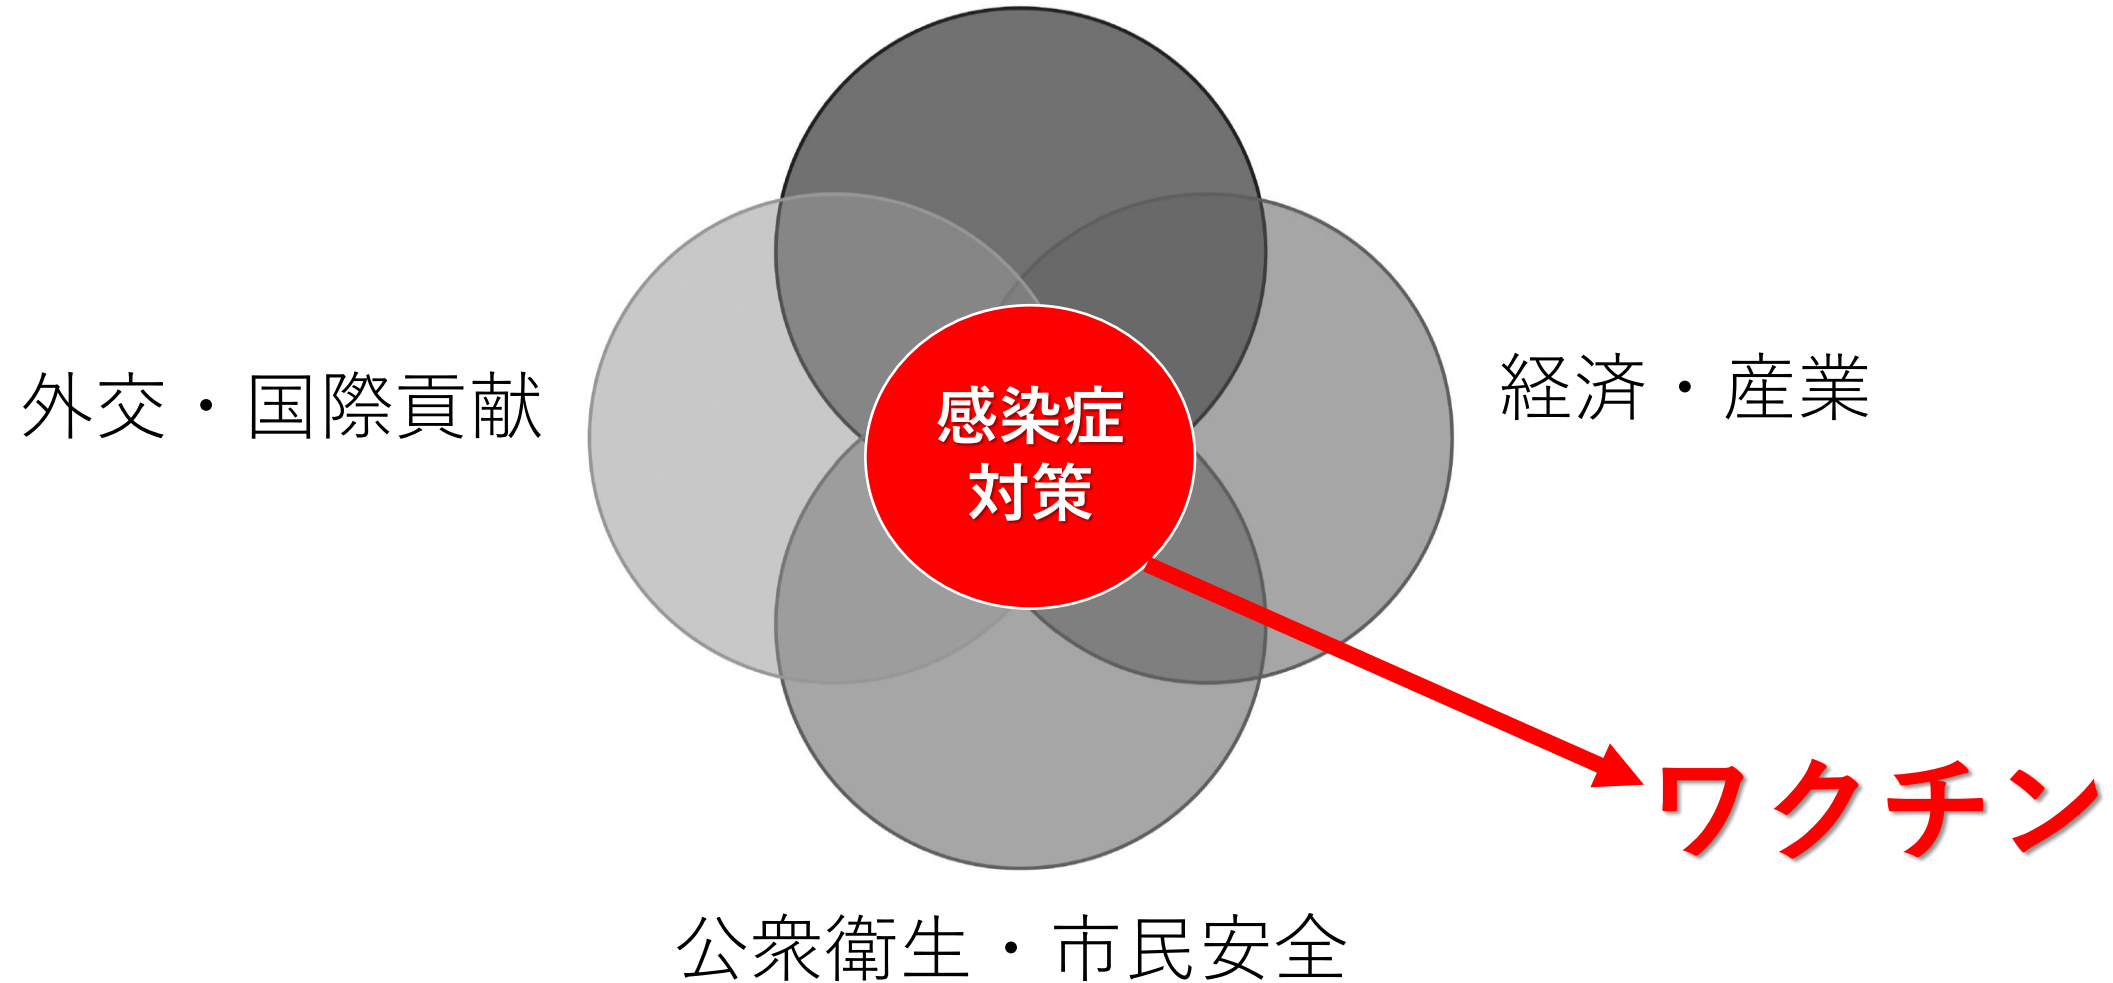 外交・国際貢献
経済・産業
感染症
対策
ワクチン
公衆衛生・市民安全